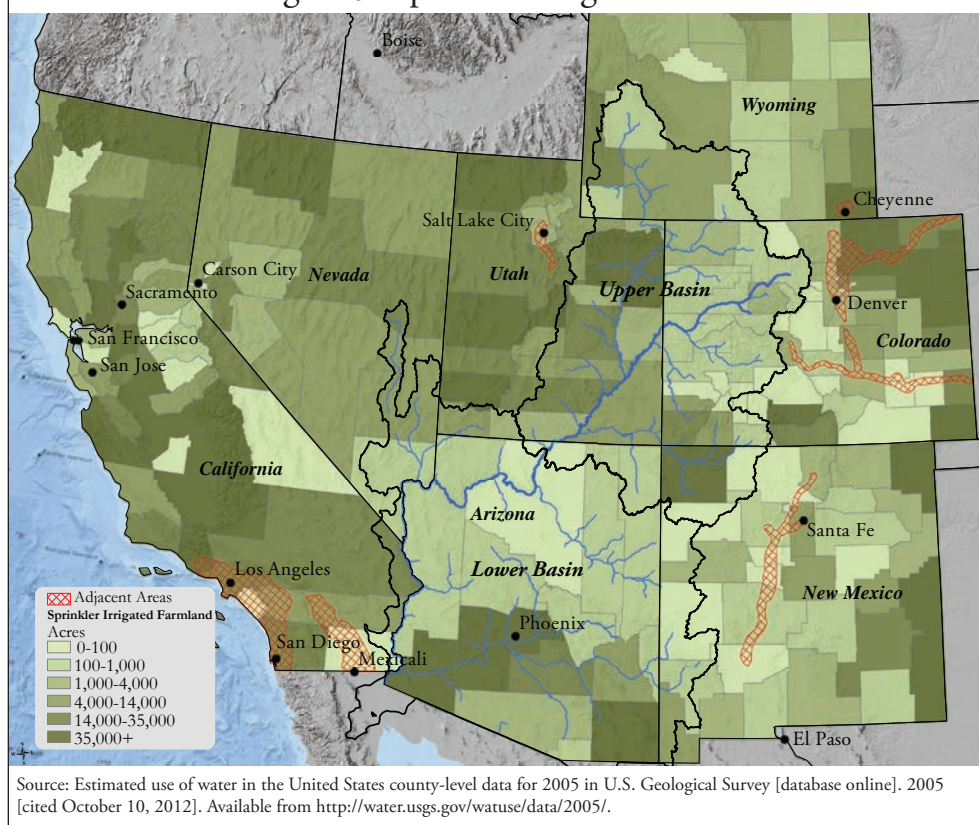 Boise
Wyoming
Cheyenne
Salt Lake City
Carson City
Nevada
Utah
Upper Basin
Sacramento
Denver
San Francisco
Colorado
San Jose
California
Arizona
Santa Fe
Los Angeles
Lower Basin
New Mexico
Adjacent Areas
Sprinkler Irrigated Farmland
Acres
0-100
100-1,000
1,000-4,000
4,000-14,000
14,000-35,000
35,000+
Phoenix
San Diego
Mexicali
El Paso
Source: Estimated use of water in the United States county-level data for 2005 in U.S. Geological Survey [database online]. 2005
[cited October 10, 2012]. Available from http://water.usgs.gov/watuse/data/2005/.